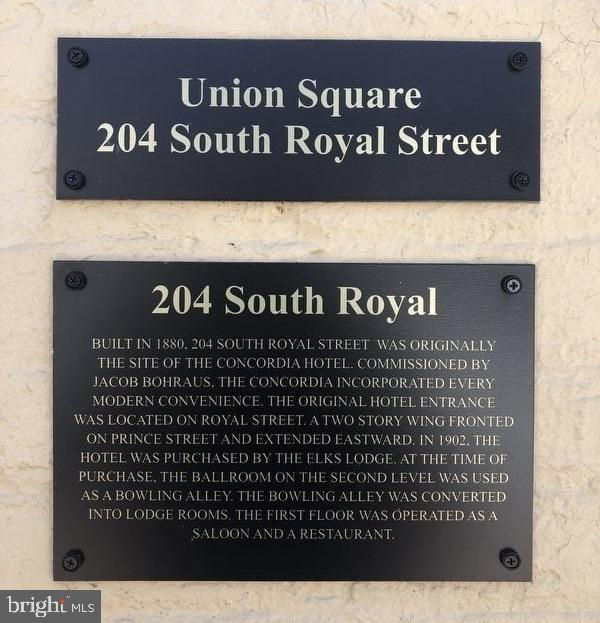 Union Square
204 South Royal Street
204 South Royal
BUILT IN 1880, 204 SOUTH ROYAL STREET WAS ORIGINALLY
THE SITE OF THE CONCORDIA HOTEL. COMMISSIONED BY
JACOB BOHRAUS, THE CONCORDIA INCORPORATED EVERY
MODERN CONVENIENCE. THE ORIGINAL HOTEL ENTRANCE
WAS LOCATED ON ROYAL STREET. A TWO STORY WING FRONTED
ON PRINCE STREET AND EXTENDED EASTWARD. IN 1902, THE
HOTEL WAS PURCHASED BY THE ELKS LODGE. AT THE TIME OF
PURCHASE, THE BALLROOM ON THE SECOND LEVEL WAS USED
AS A BOWLING ALLEY. THE BOWLING ALLEY WAS CONVERTED
INTO LODGE ROOMS. THE FIRST FLOOR WAS OPERATED AS A
SALOON AND A RESTAURANT.
bright MLS